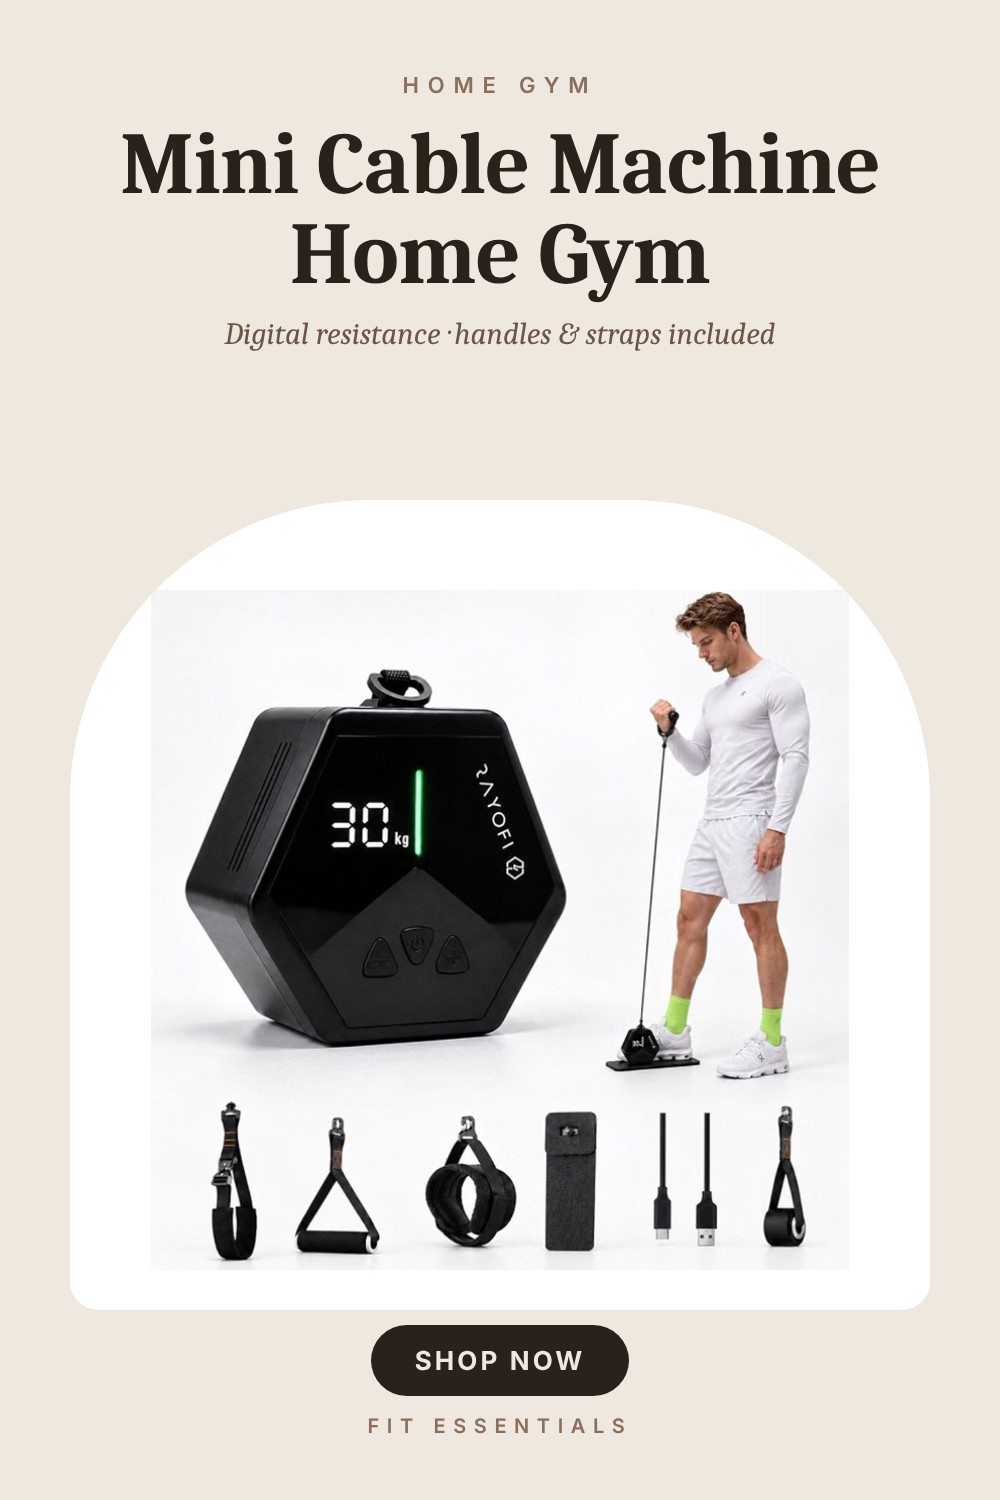 HOME GYM
Mini Cable Machine
Home Gym
Digital resistance · handles & straps included
30 kg
RAYOFI
SHOP NOW
FIT ESSENTIALS